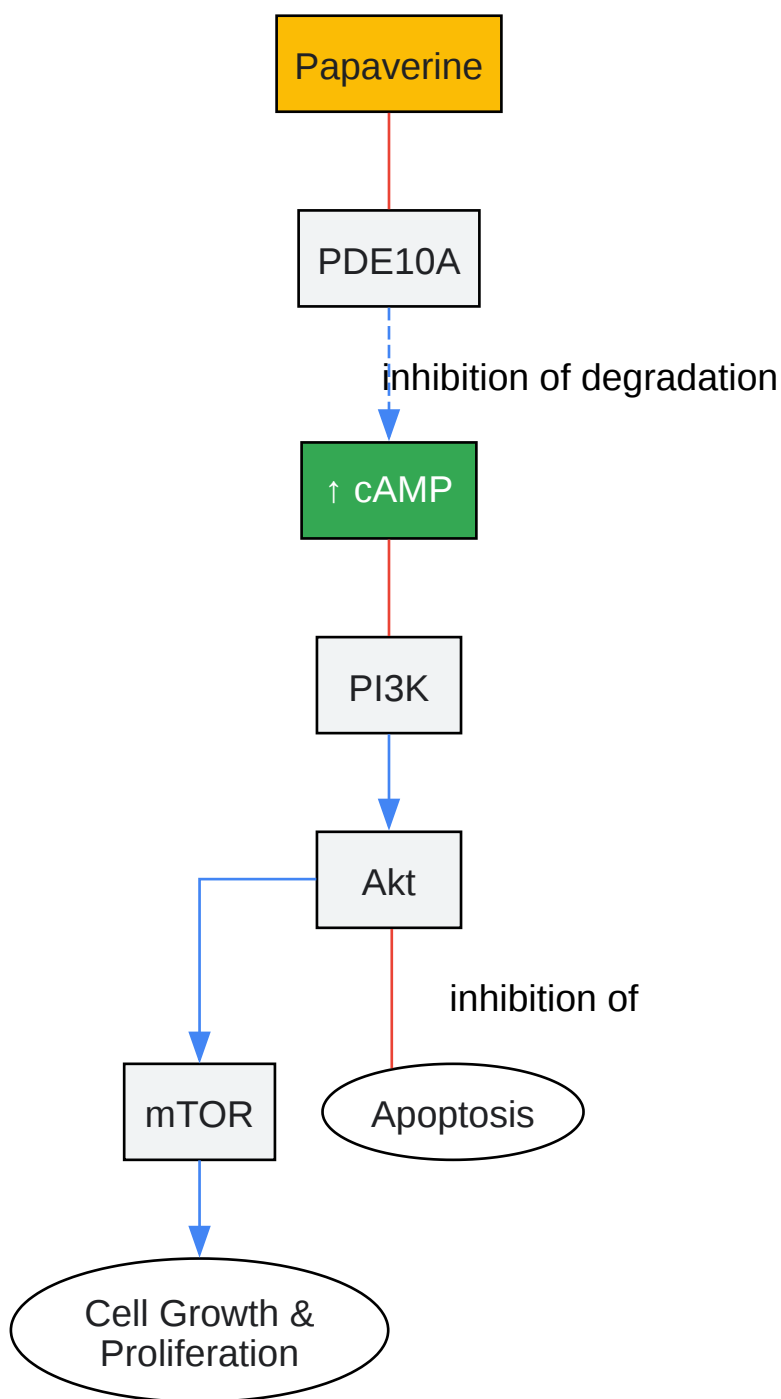 Papaverine
PDE10A
inhibition of degradation
↑ cAMP
PI3K
Akt
inhibition of
mTOR
Apoptosis
Cell Growth &
Proliferation